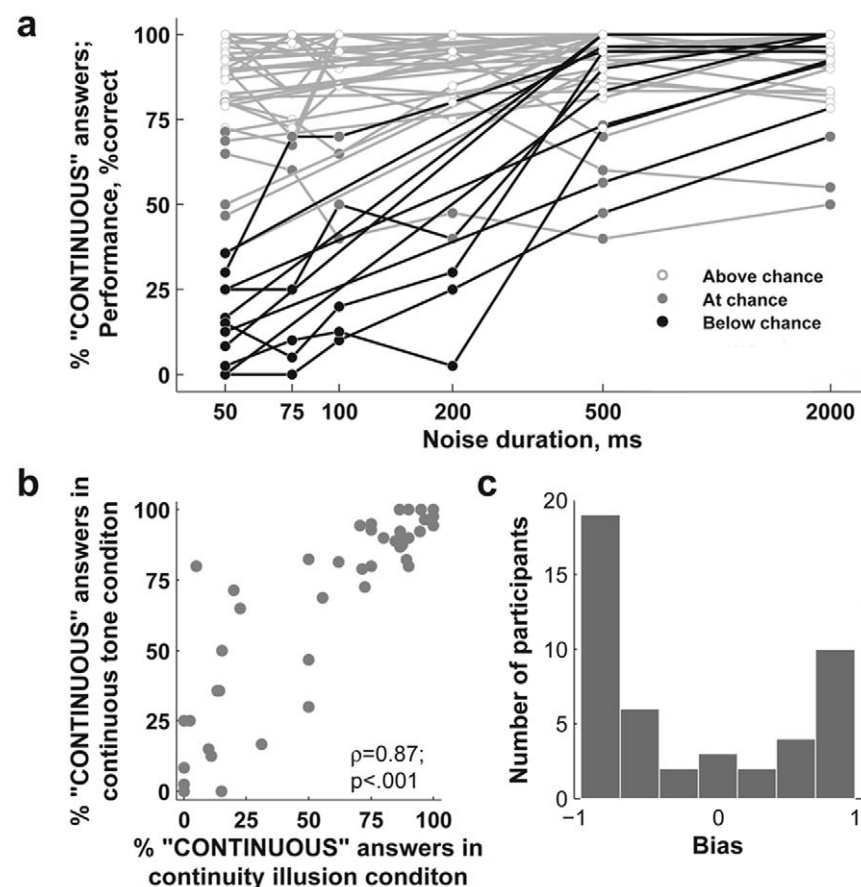 a
% "CONTINUOUS" answers;
Performance, %correct
100
75
50
25
0
Above chance
At chance
Below chance
50 75 100 200 500 2000
Noise duration, ms
b
% "CONTINUOUS" answers in
continuous tone conditon
100
75
50
25
0
ρ=0.87;
p<.001
0 25 50 75 100
% "CONTINUOUS" answers in
continuity illusion conditon
c
Number of participants
20
15
10
5
0
−1 0 1
Bias